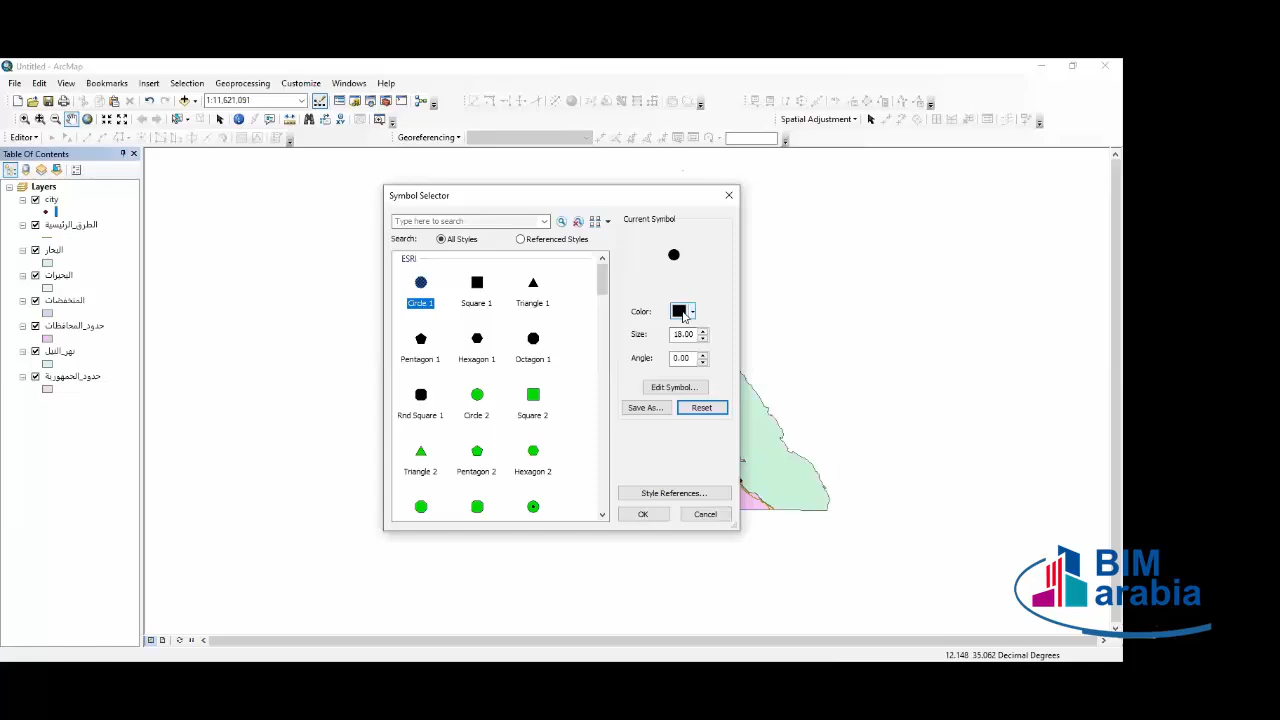 Untitled - ArcMap
File Edit View Bookmarks Insert Selection Geoprocessing Customize Windows Help
1:11,621,091
Editor
Georeferencing
Spatial Adjustment
Table Of Contents
Layers
city
الطرق_الرئيسية
البحار
البحيرات
المنخفضات
حدود_المحافظات
نهر_النيل
حدود_الجمهورية
Symbol Selector
Type here to search
Search: All Styles Referenced Styles
ESRI
Circle 1 Square 1 Triangle 1
Pentagon 1 Hexagon 1 Octagon 1
Rnd Square 1 Circle 2 Square 2
Triangle 2 Pentagon 2 Hexagon 2
Current Symbol
Color:
Size: 18.00
Angle: 0.00
Edit Symbol...
Save As... Reset
Style References...
OK Cancel
BIM
arabia
12.148 35.062 Decimal Degrees